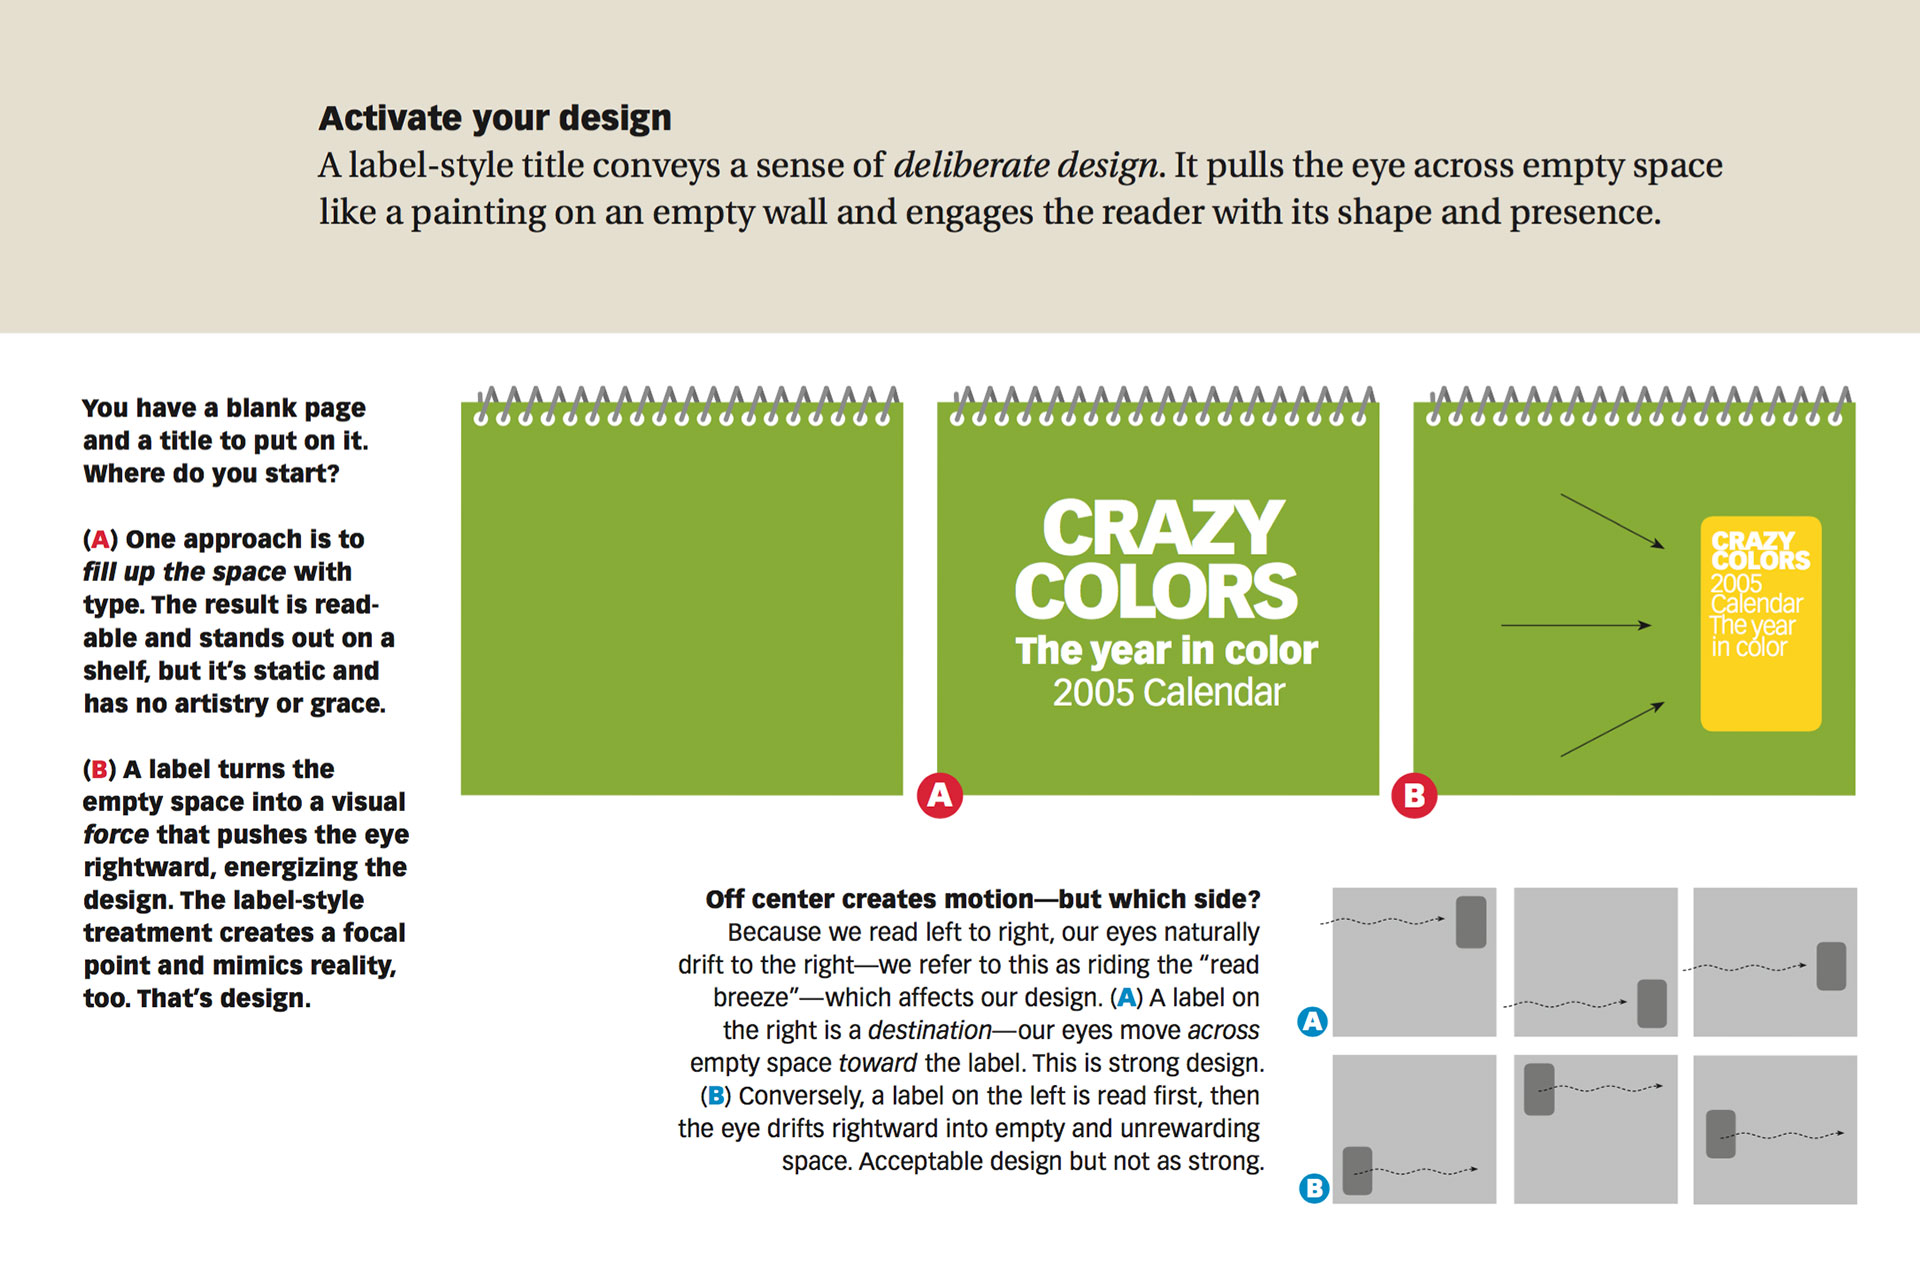 Activate your design
A label-style title conveys a sense of deliberate design. It pulls the eye across empty space
like a painting on an empty wall and engages the reader with its shape and presence.
You have a blank page
and a title to put on it.
Where do you start?
(A) One approach is to
fill up the space with
type. The result is read-
able and stands out on a
shelf, but it’s static and
has no artistry or grace.
(B) A label turns the
empty space into a visual
force that pushes the eye
rightward, energizing the
design. The label-style
treatment creates a focal
point and mimics reality,
too. That’s design.
CRAZY
COLORS
The year in color
2005 Calendar
A
CRAZY
COLORS
2005
Calendar
The year
in color
B
Off center creates motion—but which side?
Because we read left to right, our eyes naturally
drift to the right—we refer to this as riding the “read
breeze”—which affects our design. (A) A label on
the right is a destination—our eyes move across
empty space toward the label. This is strong design.
(B) Conversely, a label on the left is read first, then
the eye drifts rightward into empty and unrewarding
space. Acceptable design but not as strong.
A
B